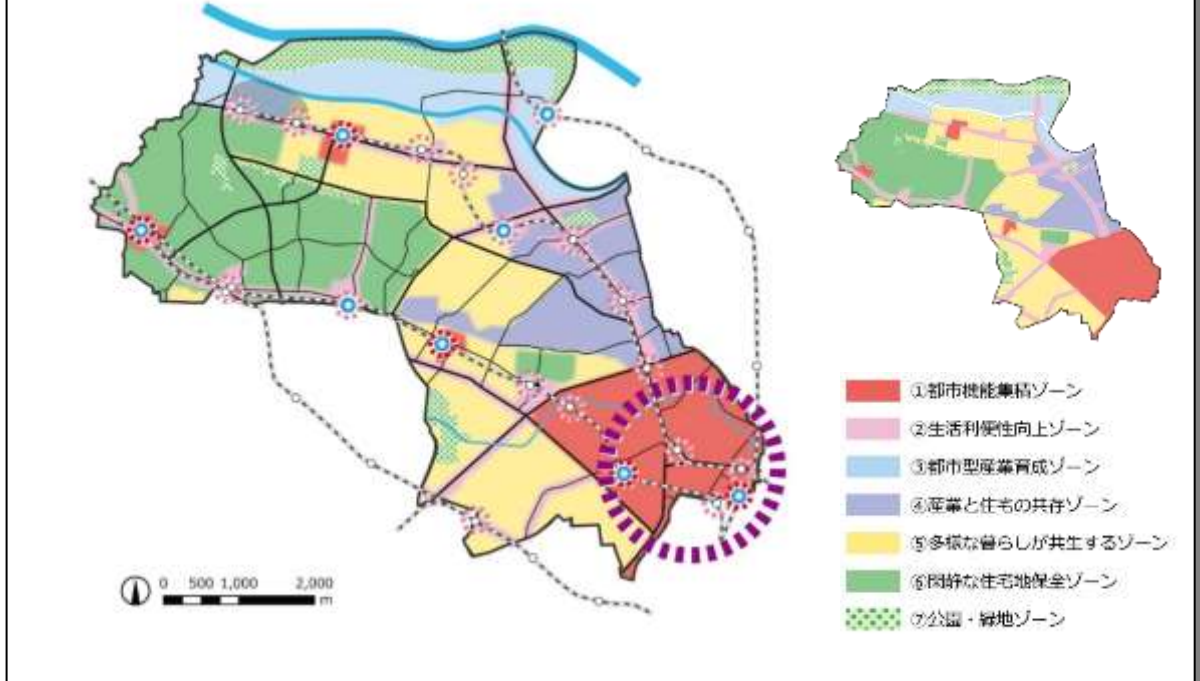 ①都市機能集積ゾーン
②生活利便性向上ゾーン
③都市型産業育成ゾーン
④産業と住宅の共存ゾーン
⑤多様な暮らしが共生するゾーン
⑥閑静な住宅地保全ゾーン
⑦公園・緑地ゾーン
0 500 1,000 2,000
m